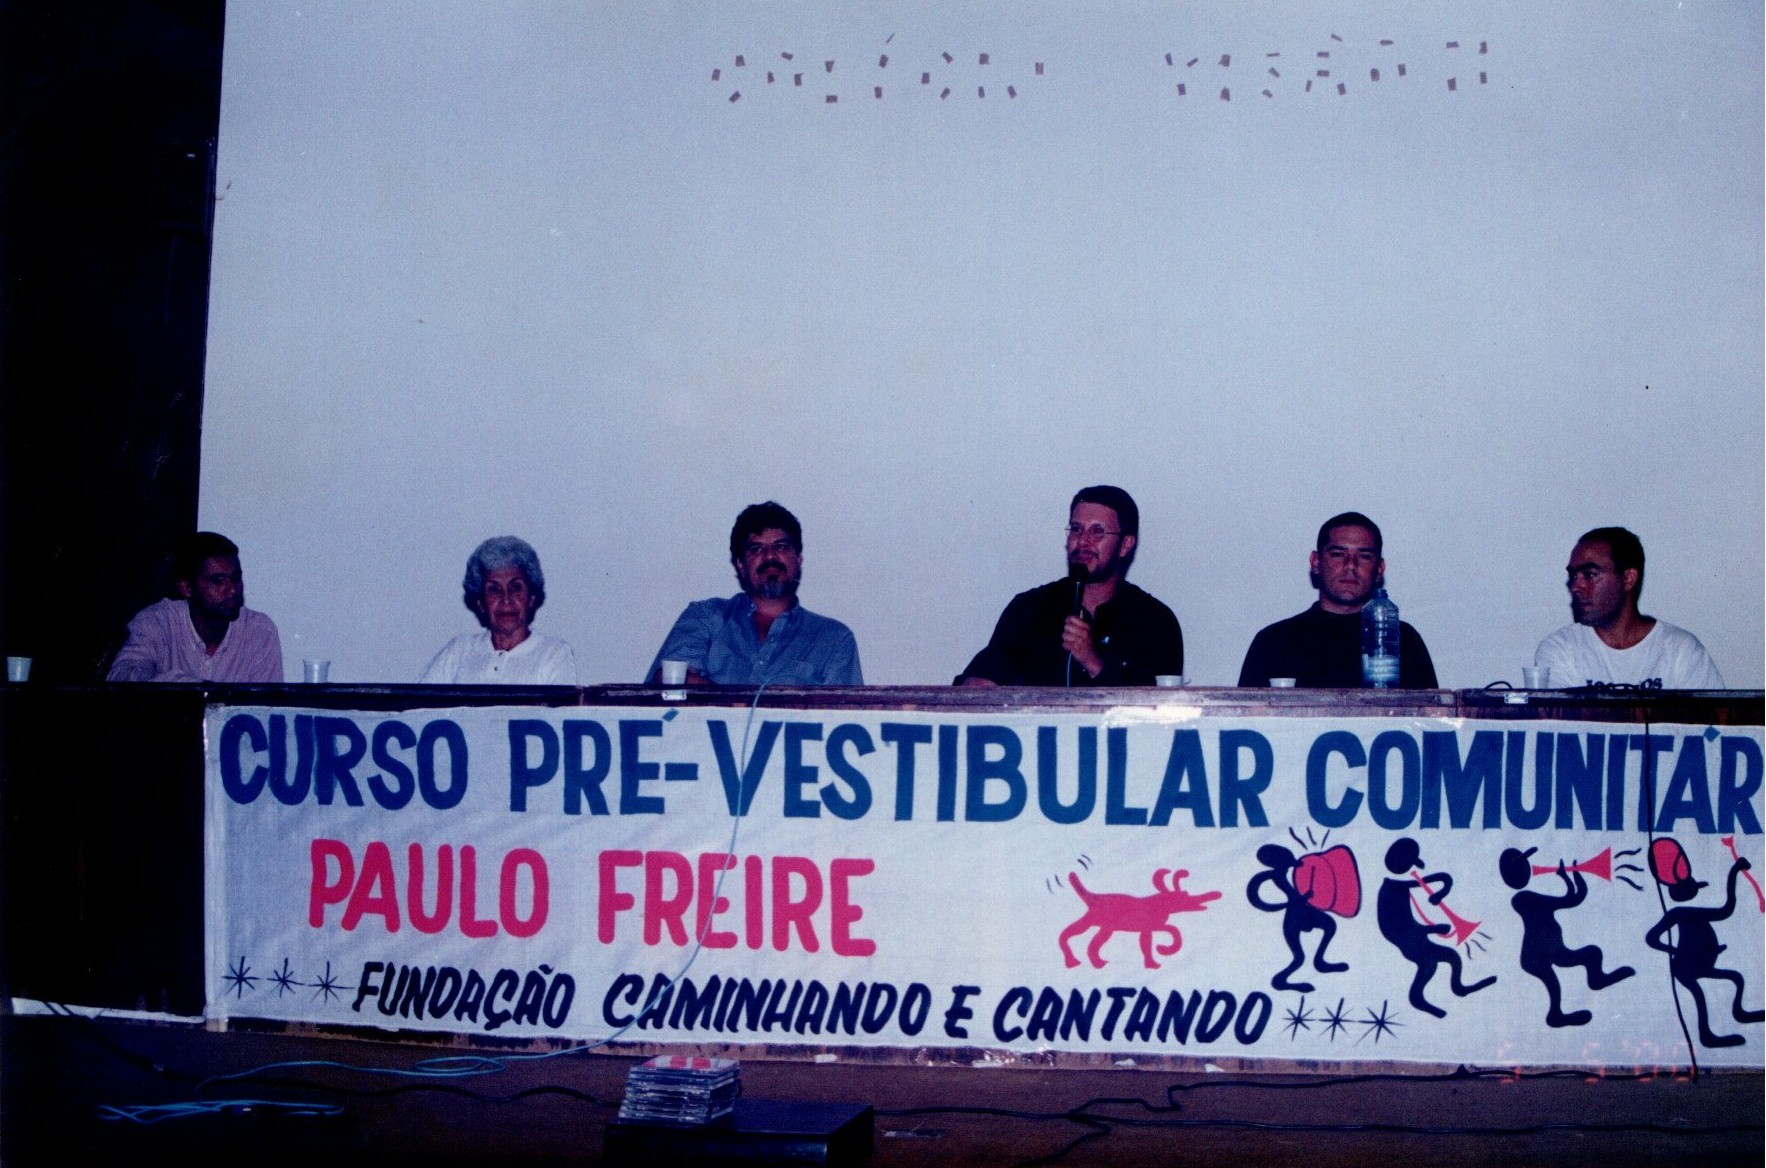 CURSO PRÉ-VESTIBULAR COMUNITÁR
PAULO FREIRE
FUNDAÇÃO CAMINHANDO E CANTANDO